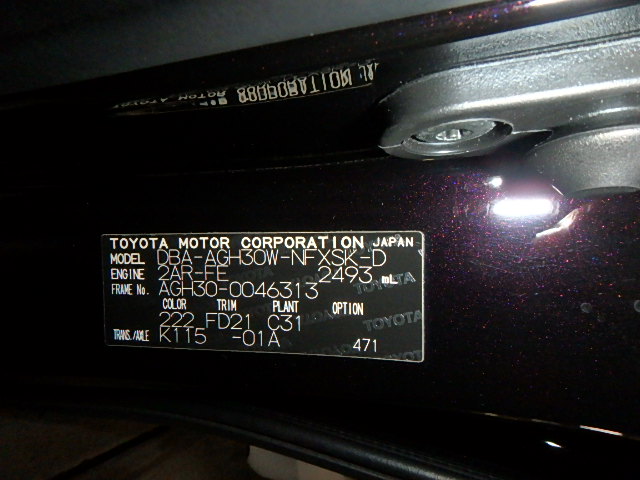 TOYOTA MOTOR CORPORATION JAPAN
MODEL DBA-AGH30W-NFXSK-D
ENGINE 2AR-FE 2493 mL
FRAME No. AGH30-0046313
COLOR TRIM PLANT OPTION
222 FD21 C31
TRANS./AXLE K115 -01A 471